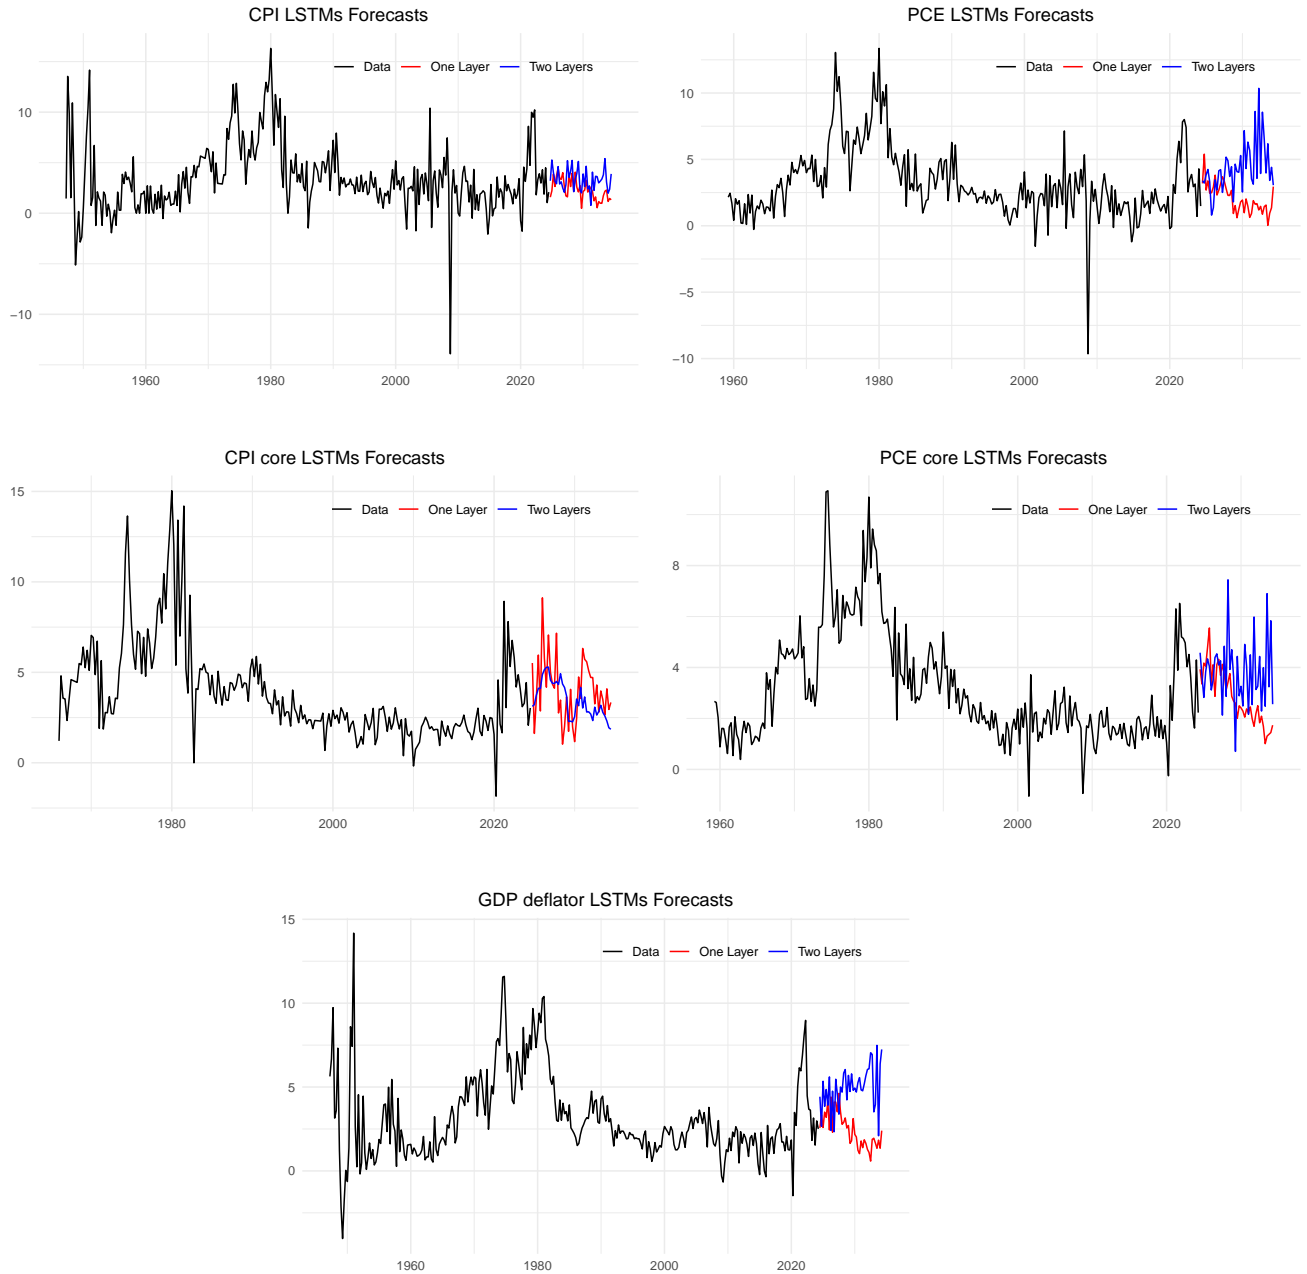 CPI LSTMs Forecasts
Data One Layer Two Layers
10
0
−10
1960 1980 2000 2020
PCE LSTMs Forecasts
Data One Layer Two Layers
10
5
0
−5
−10
1960 1980 2000 2020
CPI core LSTMs Forecasts
Data One Layer Two Layers
15
10
5
0
1980 2000 2020
PCE core LSTMs Forecasts
Data One Layer Two Layers
8
4
0
1960 1980 2000 2020
GDP deflator LSTMs Forecasts
Data One Layer Two Layers
15
10
5
0
1960 1980 2000 2020